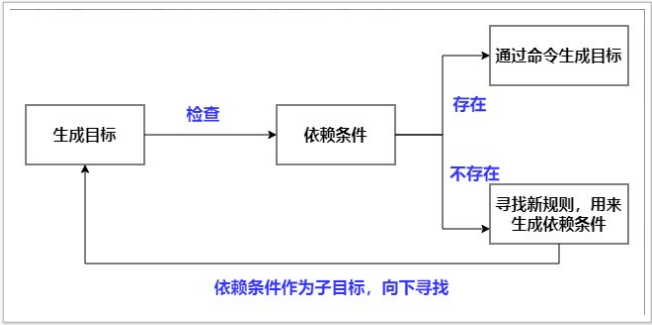 通过命令生成目标
检查
存在
生成目标
依赖条件
不存在
寻找新规则，用来
生成依赖条件
依赖条件作为子目标，向下寻找